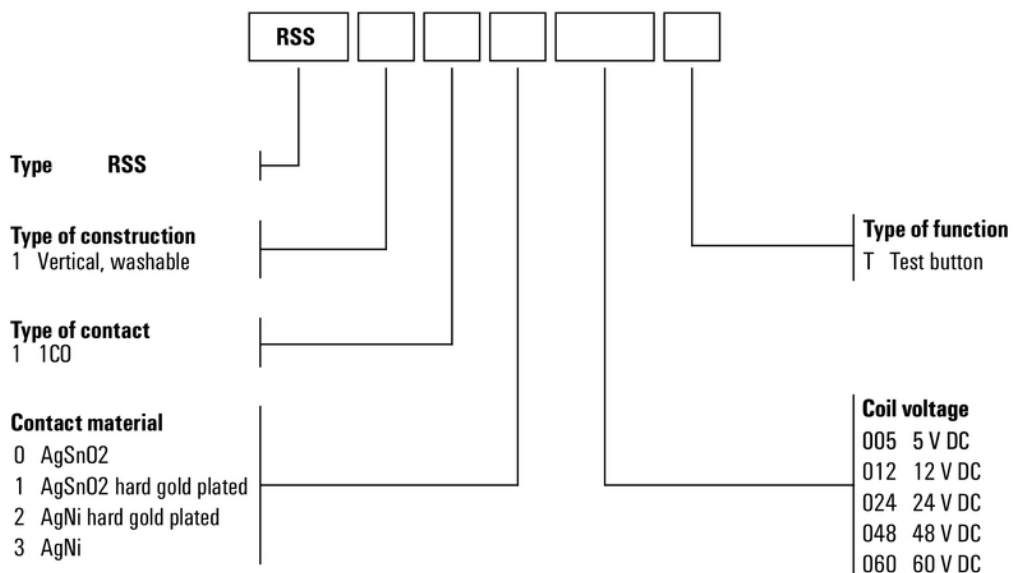 RSS
Type RSS
Type of construction
1 Vertical, washable
Type of contact
1 1CO
Contact material
0 AgSnO2
1 AgSnO2 hard gold plated
2 AgNi hard gold plated
3 AgNi
Type of function
T Test button
Coil voltage
005 5 V DC
012 12 V DC
024 24 V DC
048 48 V DC
060 60 V DC